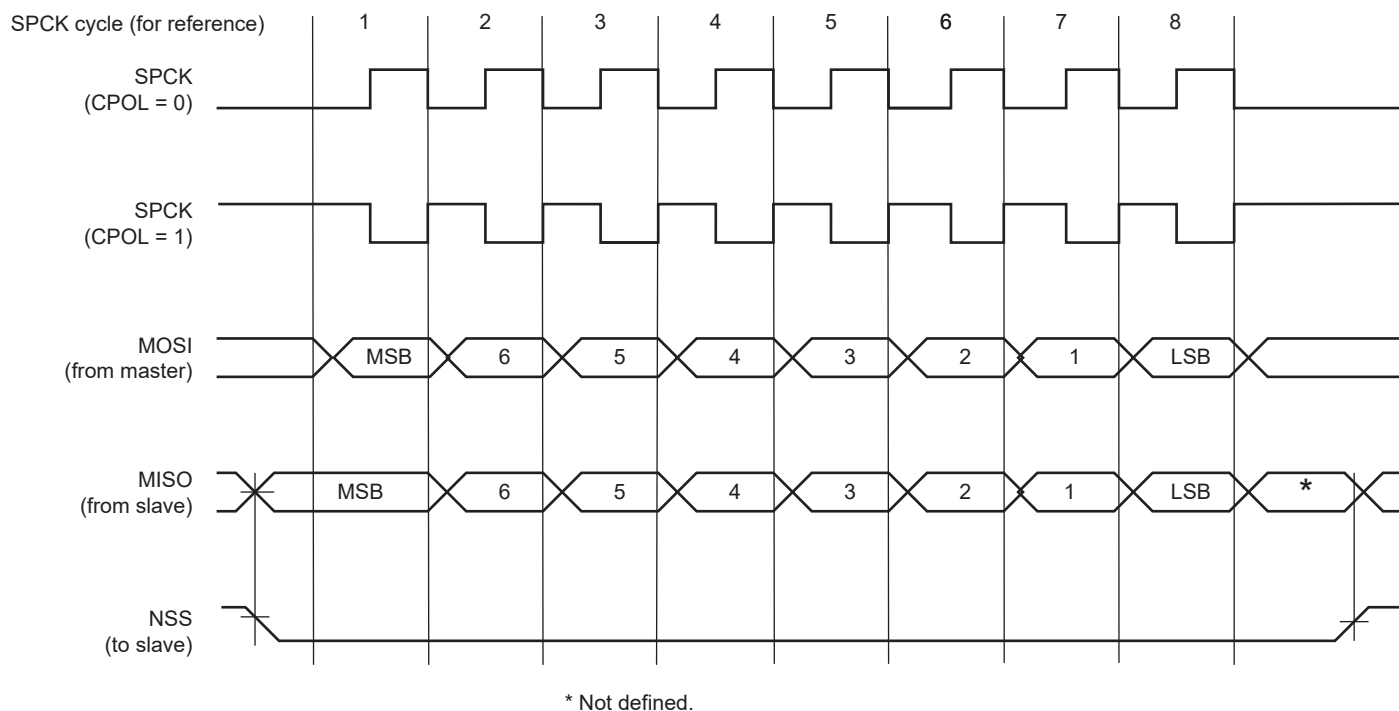 SPCK cycle (for reference) 1 2 3 4 5 6 7 8
SPCK
(CPOL = 0)
SPCK
(CPOL = 1)
MOSI
(from master)
MSB 6 5 4 3 2 1 LSB
MISO
(from slave)
MSB 6 5 4 3 2 1 LSB *
NSS
(to slave)
* Not defined.